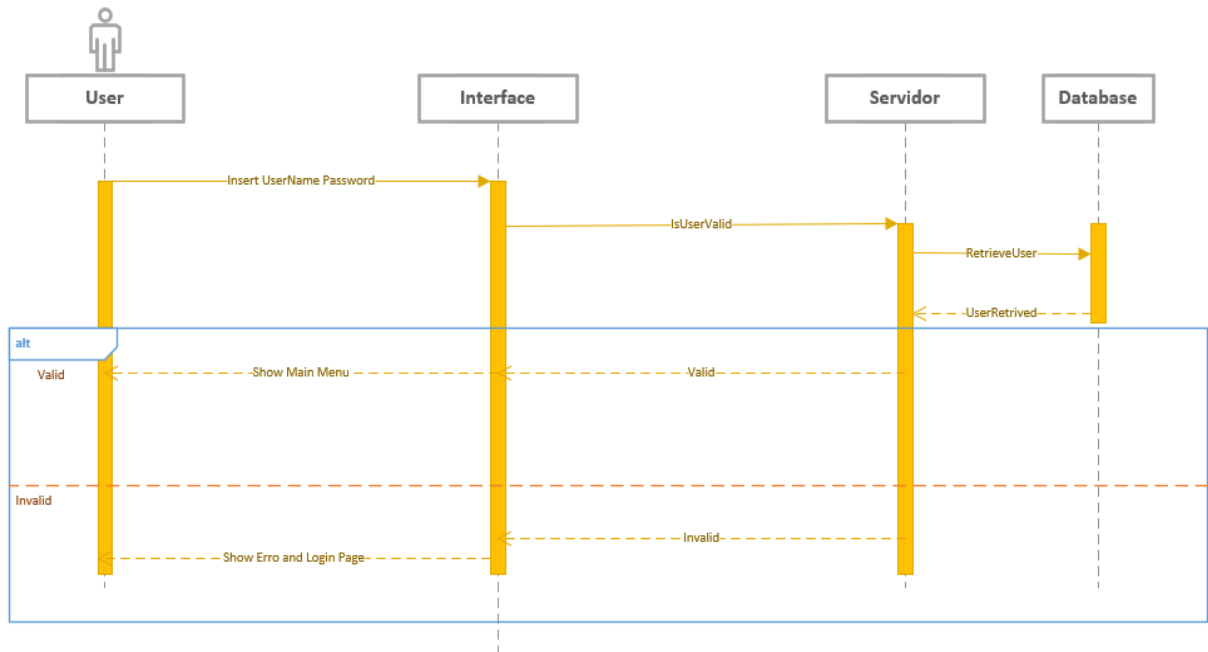 User
Interface
Servidor
Database
Insert UserName Password
IsUserValid
RetrieveUser
UserRetrived
alt
Valid
Show Main Menu
Valid
Invalid
Invalid
Show Erro and Login Page